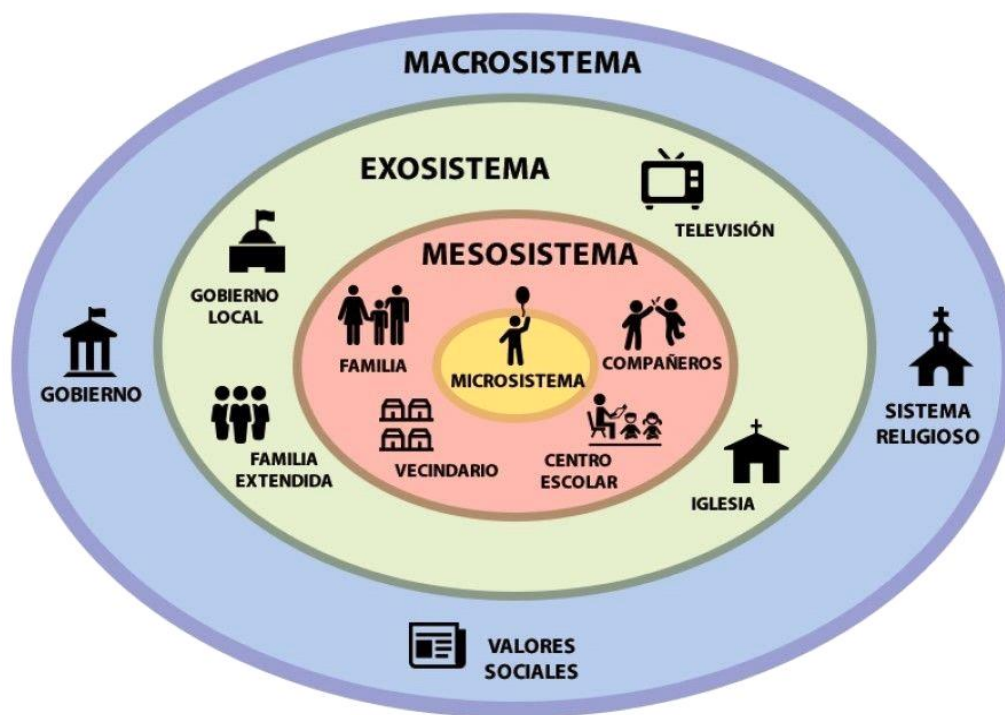 MACROSISTEMA
EXOSISTEMA
TELEVISIÓN
MESOSISTEMA
GOBIERNO
LOCAL
FAMILIA
COMPAÑEROS
MICROSISTEMA
GOBIERNO
SISTEMA
RELIGIOSO
FAMILIA
EXTENDIDA
VECINDARIO
CENTRO
ESCOLAR
IGLESIA
VALORES
SOCIALES